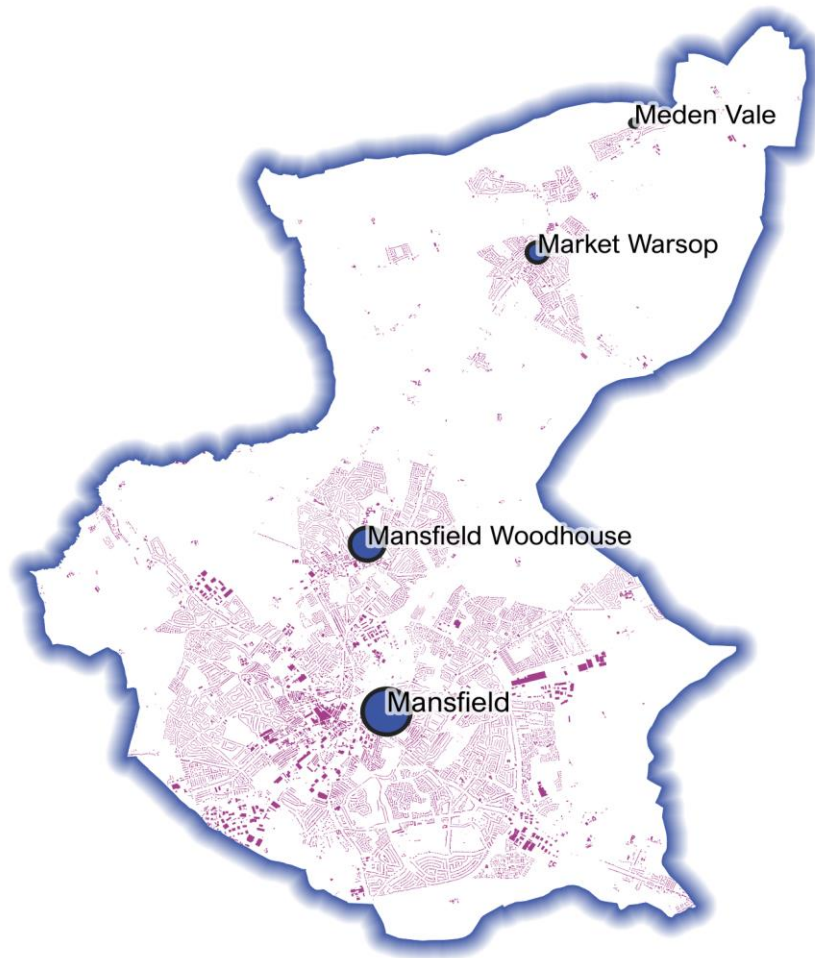 Meden Vale
Market Warsop
Mansfield Woodhouse
Mansfield